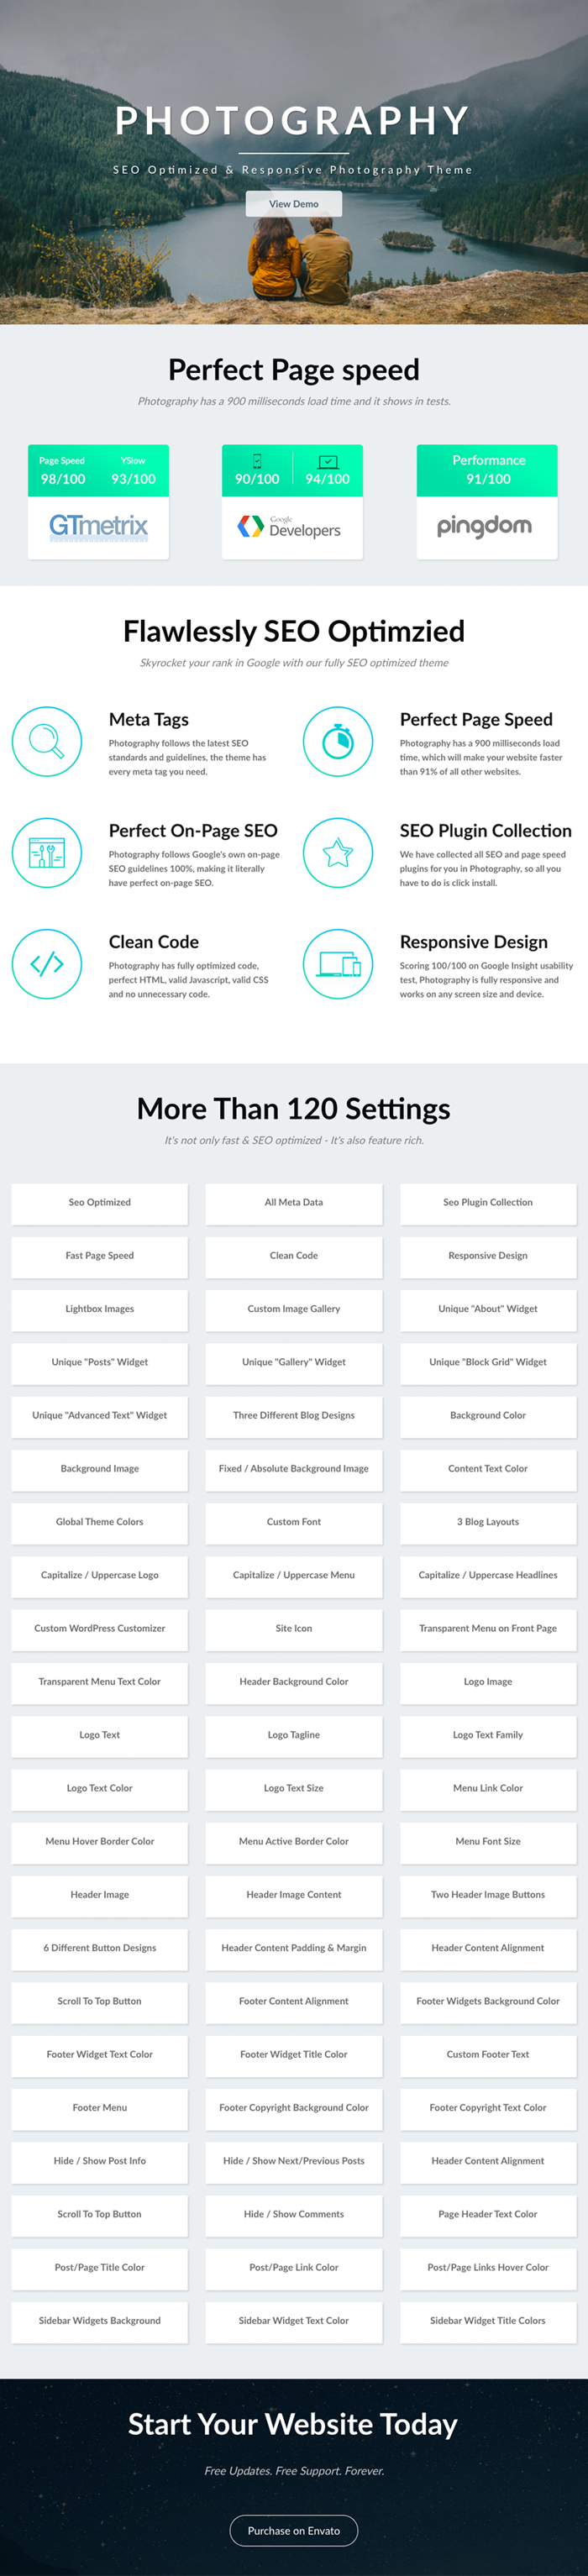 PHOTOGRAPHY
SEO Optimized & Responsive Photography Theme
View Demo
Perfect Page speed
Photography has a 900 milliseconds load time and it shows in tests.
Page Speed YSlow
98/100 93/100
GTmetrix
90/100 94/100
Google
Developers
Performance
91/100
pingdom
Flawlessly SEO Optimzied
Skyrocket your rank in Google with our fully SEO optimized theme
Meta Tags
Photography follows the latest SEO
standards and guidelines, the theme has
every meta tag you need.
Perfect Page Speed
Photography has a 900 milliseconds load
time, which will make your website faster
than 91% of all other websites.
Perfect On-Page SEO
Photography follows Google's own on-page
SEO guidelines 100%, making it literally
have perfect on-page SEO.
SEO Plugin Collection
We have collected all SEO and page speed
plugins for you in Photography, so all you
have to do is click install.
Clean Code
Photography has fully optimized code,
perfect HTML, valid Javascript, valid CSS
and no unnecessary code.
Responsive Design
Scoring 100/100 on Google Insight usability
test, Photography is fully responsive and
works on any screen size and device.
More Than 120 Settings
It's not only fast & SEO optimized - It's also feature rich.
Seo Optimized
All Meta Data
Seo Plugin Collection
Fast Page Speed
Clean Code
Responsive Design
Lightbox Images
Custom Image Gallery
Unique "About" Widget
Unique "Posts" Widget
Unique "Gallery" Widget
Unique "Block Grid" Widget
Unique "Advanced Text" Widget
Three Different Blog Designs
Background Color
Background Image
Fixed / Absolute Background Image
Content Text Color
Global Theme Colors
Custom Font
3 Blog Layouts
Capitalize / Uppercase Logo
Capitalize / Uppercase Menu
Capitalize / Uppercase Headlines
Custom WordPress Customizer
Site Icon
Transparent Menu on Front Page
Transparent Menu Text Color
Header Background Color
Logo Image
Logo Text
Logo Tagline
Logo Text Family
Logo Text Color
Logo Text Size
Menu Link Color
Menu Hover Border Color
Menu Active Border Color
Menu Font Size
Header Image
Header Image Content
Two Header Image Buttons
6 Different Button Designs
Header Content Padding & Margin
Header Content Alignment
Scroll To Top Button
Footer Content Alignment
Footer Widgets Background Color
Footer Widget Text Color
Footer Widget Title Color
Custom Footer Text
Footer Menu
Footer Copyright Background Color
Footer Copyright Text Color
Hide / Show Post Info
Hide / Show Next/Previous Posts
Header Content Alignment
Scroll To Top Button
Hide / Show Comments
Page Header Text Color
Post/Page Title Color
Post/Page Link Color
Post/Page Links Hover Color
Sidebar Widgets Background
Sidebar Widget Text Color
Sidebar Widget Title Colors
Start Your Website Today
Free Updates. Free Support. Forever.
Purchase on Envato